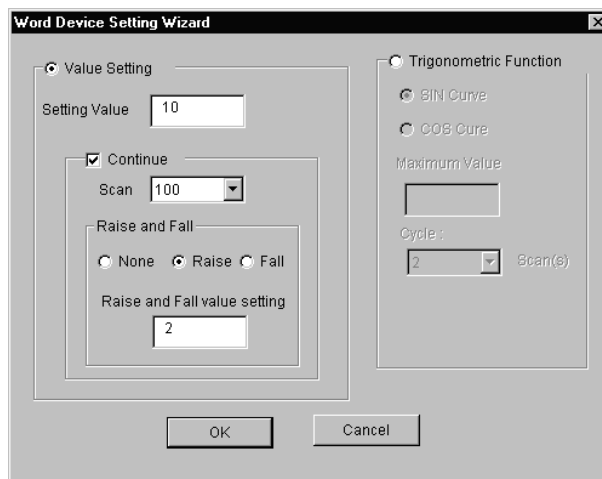 Word Device Setting Wizard
Value Setting
Setting Value 10
Continue
Scan 100
Raise and Fall
None Raise Fall
Raise and Fall value setting
2
Trigonometric Function
SIN Curve
COS Cure
Maximum Value
Cycle :
2 Scan(s)
OK Cancel